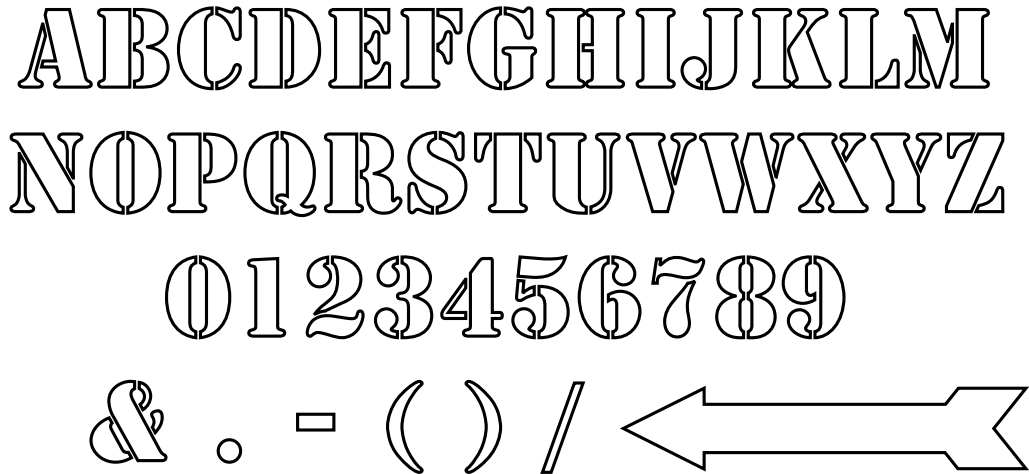 ABCDEFGHIJKLM
NOPQRSTUVWXYZ
0123456789
& . - ( ) /